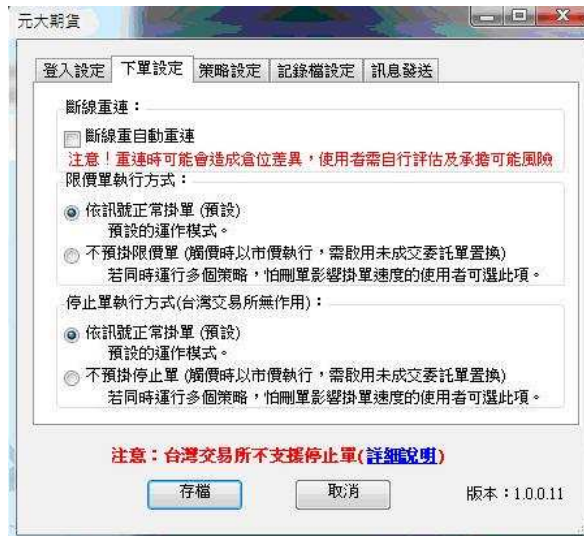 元大期貨
登入設定 下單設定 策略設定 記錄檔設定 訊息發送
斷線重連：
斷線重自動重連
注意！重連時可能會造成倉位差異，使用者需自行評估及承擔可能風險
限價單執行方式：
依訊號正常掛單 (預設)
預設的運作模式。
不預掛限價單 (觸價時以市價執行，需啟用未成交委託單置換)
若同時運行多個策略，怕刪單影響掛單速度的使用者可選此項。
停止單執行方式(台灣交易所無作用)：
依訊號正常掛單 (預設)
預設的運作模式。
不預掛停止單 (觸價時以市價執行，需啟用未成交委託單置換)
若同時運行多個策略，怕刪單影響掛單速度的使用者可選此項。
注意：台灣交易所不支援停止單(詳細說明)
存檔 取消 版本：1.0.0.11